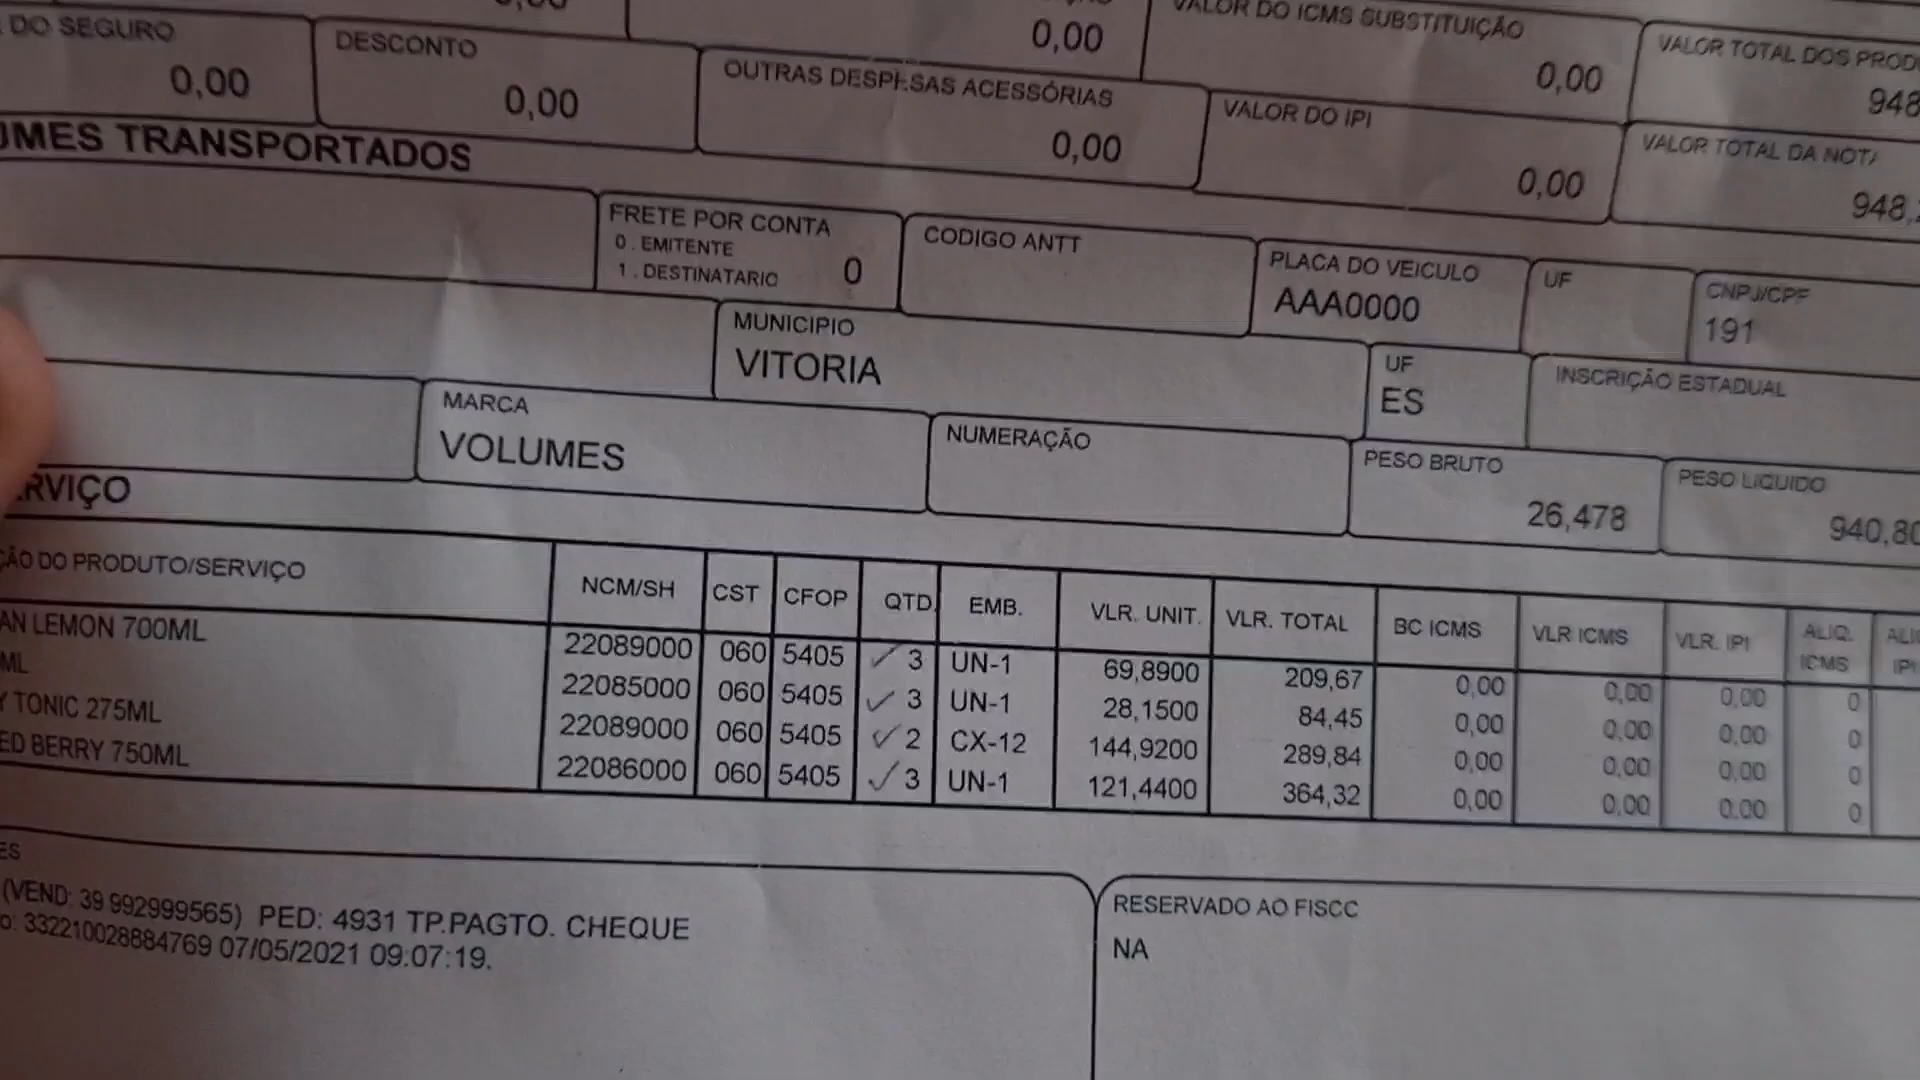 DO SEGURO
0,00
DESCONTO
0,00
0,00
OUTRAS DESPESAS ACESSÓRIAS
0,00
VALOR DO ICMS SUBSTITUIÇÃO
0,00
VALOR DO IPI
0,00
VALOR TOTAL DOS PROD
948
VALOR TOTAL DA NOTA
948,
UMES TRANSPORTADOS
FRETE POR CONTA
0. EMITENTE
1. DESTINATARIO 0
CODIGO ANTT
PLACA DO VEICULO
AAA0000
UF
CNPJ/CPF
191
MUNICIPIO
VITORIA
UF
ES
INSCRIÇÃO ESTADUAL
MARCA
VOLUMES
NUMERAÇÃO
PESO BRUTO
26,478
PESO LIQUIDO
940,80
RVIÇO
ÇÃO DO PRODUTO/SERVIÇO NCM/SH CST CFOP QTD. EMB. VLR. UNIT. VLR. TOTAL BC ICMS VLR ICMS VLR. IPI ALIQ. ICMS ALI IPI
AN LEMON 700ML 22089000 060 5405 3 UN-1 69,8900 209,67 0,00 0,00 0,00 0
ML 22085000 060 5405 3 UN-1 28,1500 84,45 0,00 0,00 0,00 0
Y TONIC 275ML 22089000 060 5405 2 CX-12 144,9200 289,84 0,00 0,00 0,00 0
ED BERRY 750ML 22086000 060 5405 3 UN-1 121,4400 364,32 0,00 0,00 0,00 0
ES
(VEND: 39 992999565) PED: 4931 TP.PAGTO. CHEQUE
o: 332210028884769 07/05/2021 09:07:19.
RESERVADO AO FISCC
NA